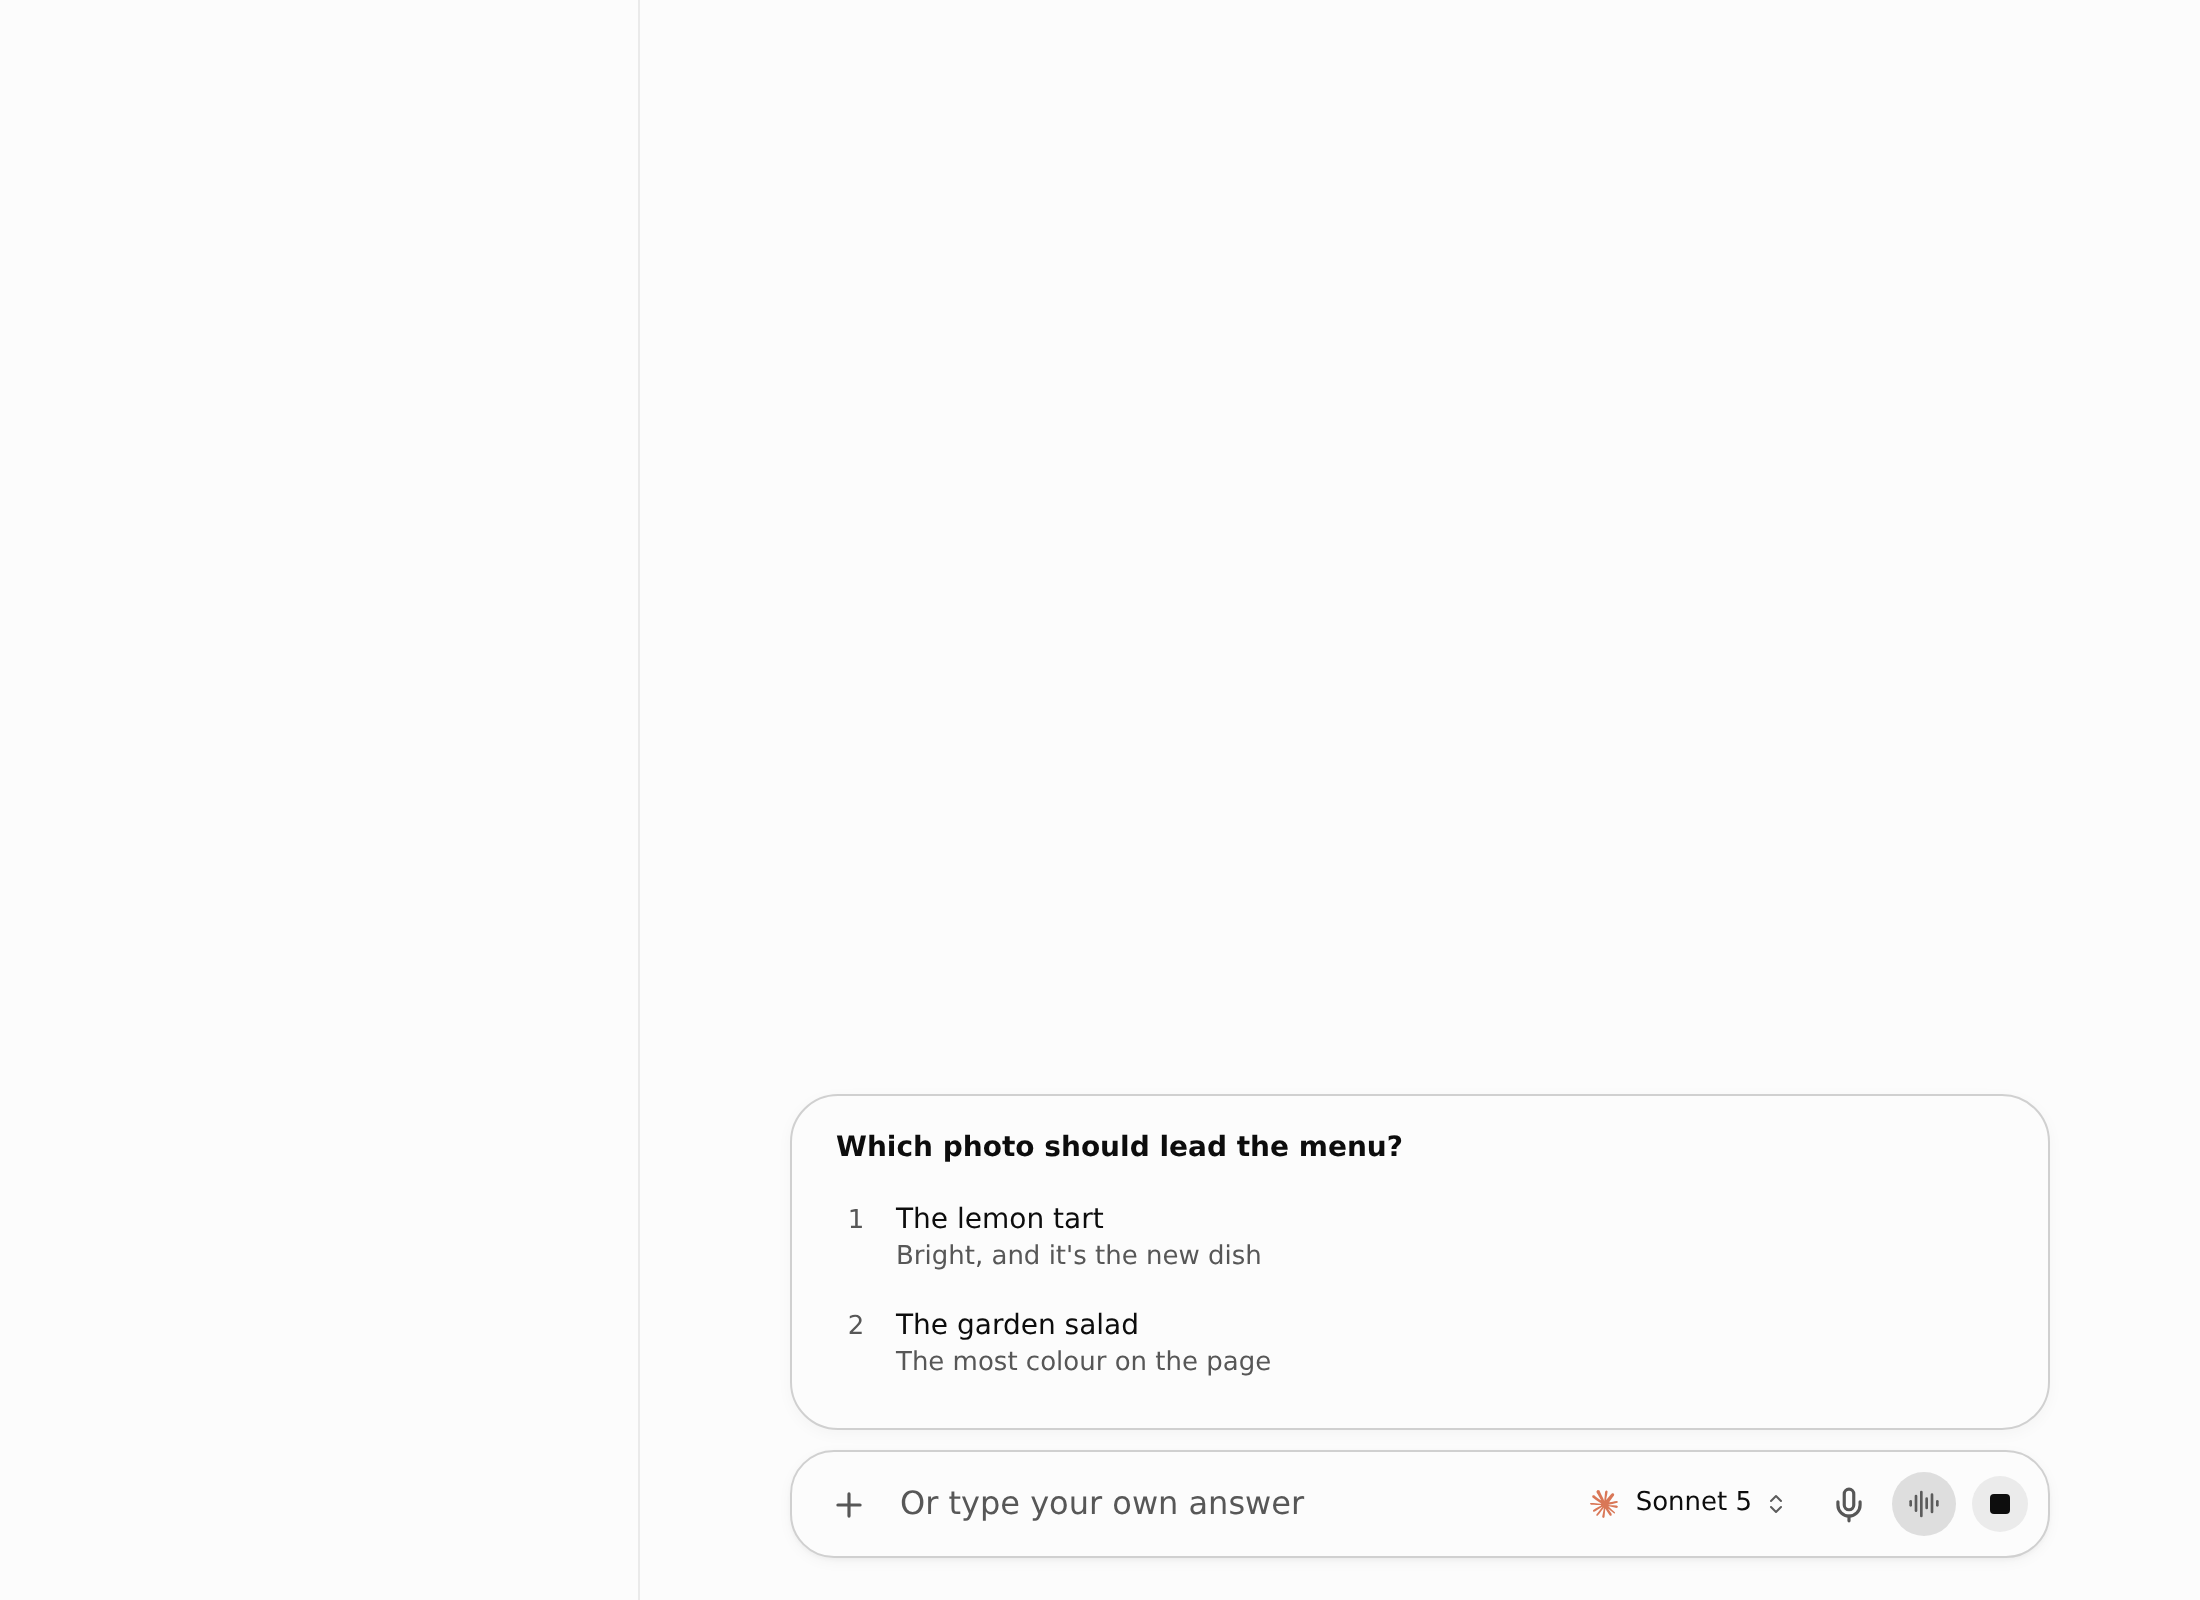 Which photo should lead the menu?
1 The lemon tart
Bright, and it's the new dish
2 The garden salad
The most colour on the page
Or type your own answer
Sonnet 5